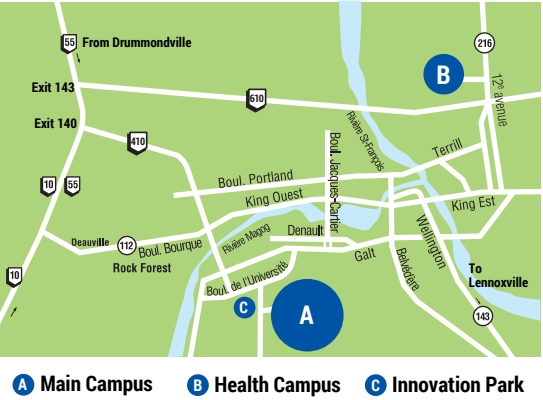 55
From Drummondville
216
B
Exit 143
12e avenue
610
Exit 140
Rivière St-François
410
Boul. Jacques-Cartier
Terrill
Boul. Portland
10
55
King Ouest
King Est
Deauville
112
Boul. Bourque
Rivière Magog
Denault
Wellington
Rock Forest
Galt
Belvédère
10
Boul. de l'Université
To
Lennoxville
C
A
143
A Main Campus
B Health Campus
C Innovation Park